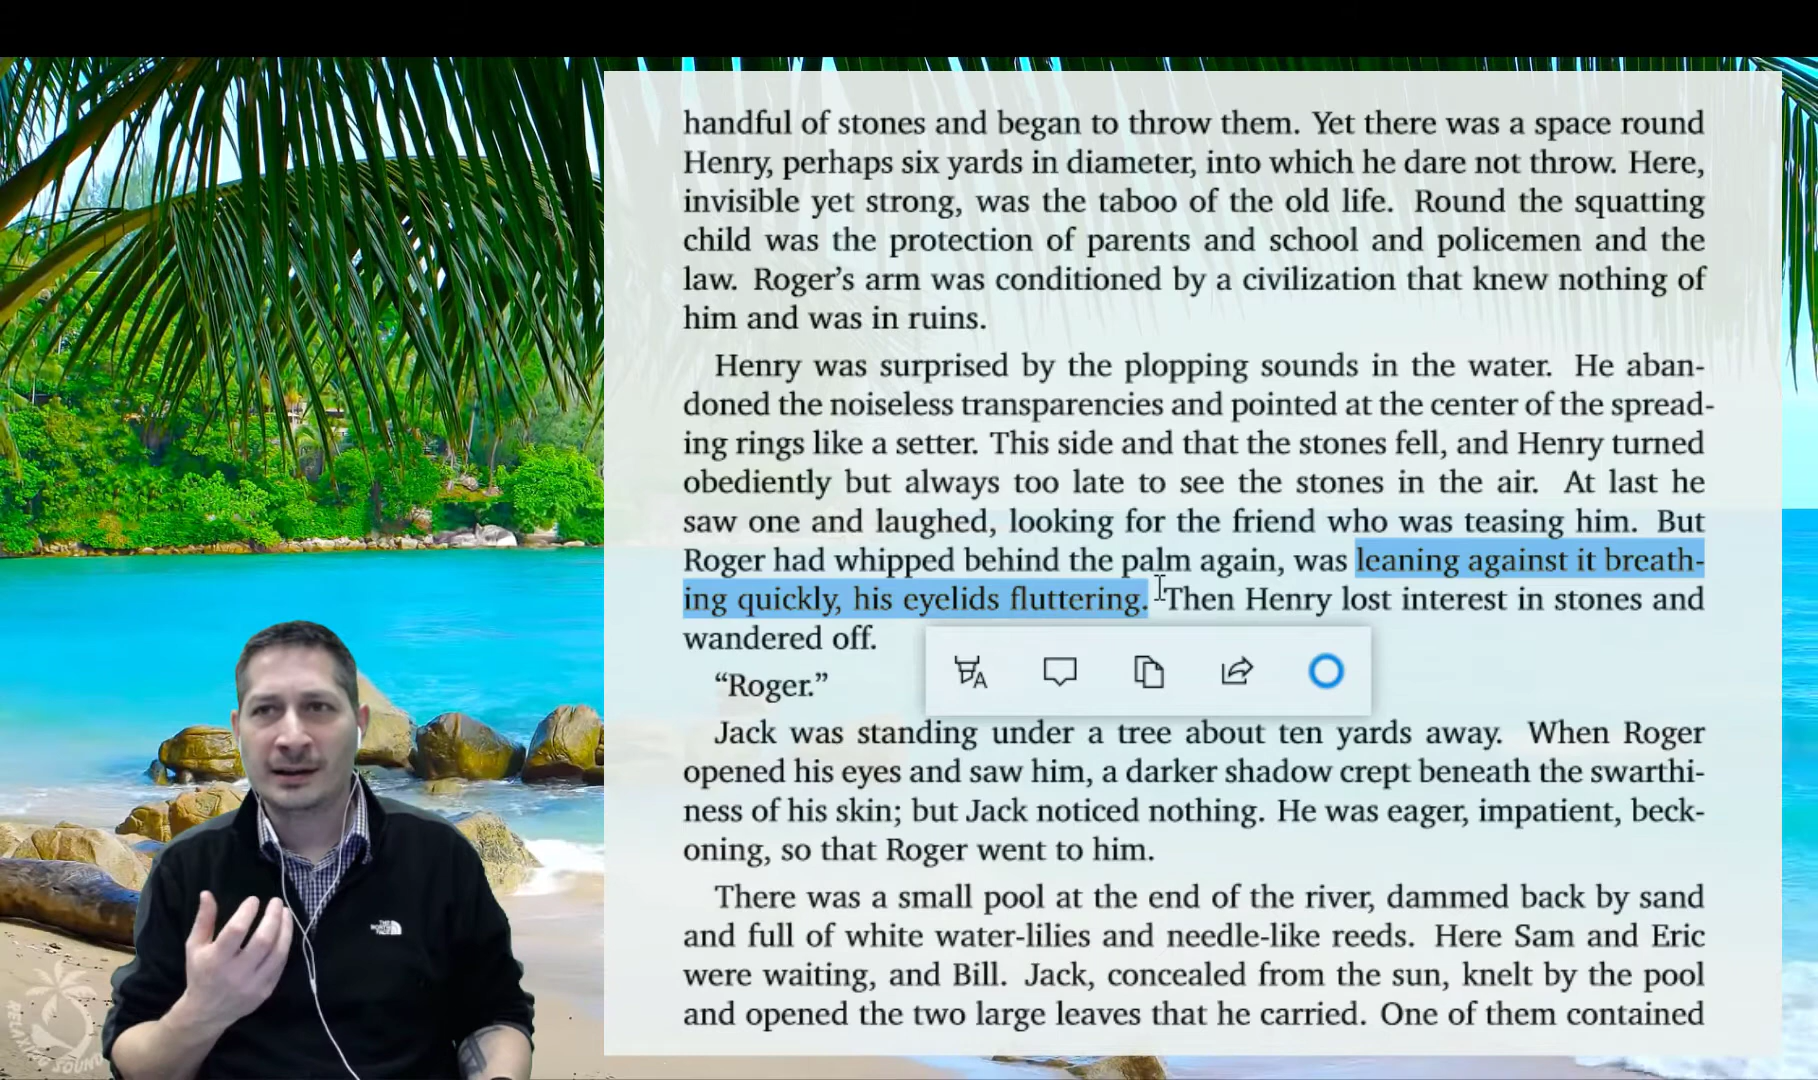 handful of stones and began to throw them. Yet there was a space round
Henry, perhaps six yards in diameter, into which he dare not throw. Here,
invisible yet strong, was the taboo of the old life. Round the squatting
child was the protection of parents and school and policemen and the
law. Roger’s arm was conditioned by a civilization that knew nothing of
him and was in ruins.
Henry was surprised by the plopping sounds in the water. He aban-
doned the noiseless transparencies and pointed at the center of the spread-
ing rings like a setter. This side and that the stones fell, and Henry turned
obediently but always too late to see the stones in the air. At last he
saw one and laughed, looking for the friend who was teasing him. But
Roger had whipped behind the palm again, was leaning against it breath-
ing quickly, his eyelids fluttering. Then Henry lost interest in stones and
wandered off.
“Roger.”
Jack was standing under a tree about ten yards away. When Roger
opened his eyes and saw him, a darker shadow crept beneath the swarthi-
ness of his skin; but Jack noticed nothing. He was eager, impatient, beck-
oning, so that Roger went to him.
There was a small pool at the end of the river, dammed back by sand
and full of white water-lilies and needle-like reeds. Here Sam and Eric
were waiting, and Bill. Jack, concealed from the sun, knelt by the pool
and opened the two large leaves that he carried. One of them contained
THE
NORTH
FACE
RELAXING SOUND